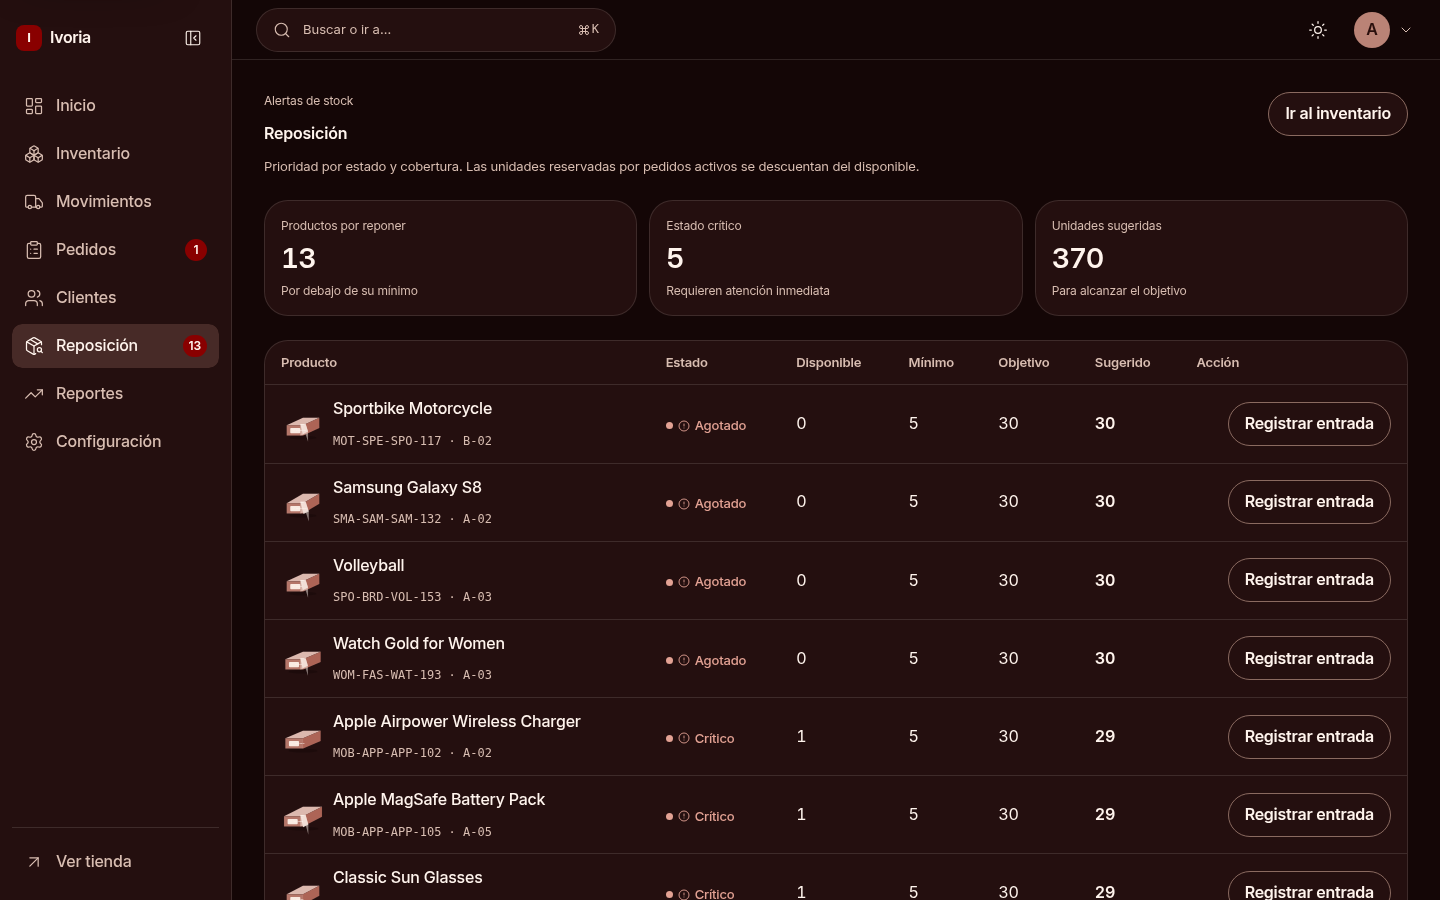 I Ivoria
Buscar o ir a...
⌘K
A
Inicio
Inventario
Movimientos
Pedidos 1
Clientes
Reposición 13
Reportes
Configuración
Ver tienda
Alertas de stock
Reposición
Prioridad por estado y cobertura. Las unidades reservadas por pedidos activos se descuentan del disponible.
Ir al inventario
Productos por reponer
13
Por debajo de su mínimo
Estado crítico
5
Requieren atención inmediata
Unidades sugeridas
370
Para alcanzar el objetivo
Producto Estado Disponible Mínimo Objetivo Sugerido Acción
Sportbike Motorcycle
MOT-SPE-SPO-117 · B-02
Agotado 0 5 30 30 Registrar entrada
Samsung Galaxy S8
SMA-SAM-SAM-132 · A-02
Agotado 0 5 30 30 Registrar entrada
Volleyball
SPO-BRD-VOL-153 · A-03
Agotado 0 5 30 30 Registrar entrada
Watch Gold for Women
WOM-FAS-WAT-193 · A-03
Agotado 0 5 30 30 Registrar entrada
Apple Airpower Wireless Charger
MOB-APP-APP-102 · A-02
Crítico 1 5 30 29 Registrar entrada
Apple MagSafe Battery Pack
MOB-APP-APP-105 · A-05
Crítico 1 5 30 29 Registrar entrada
Classic Sun Glasses
Crítico 1 5 30 29 Registrar entrada